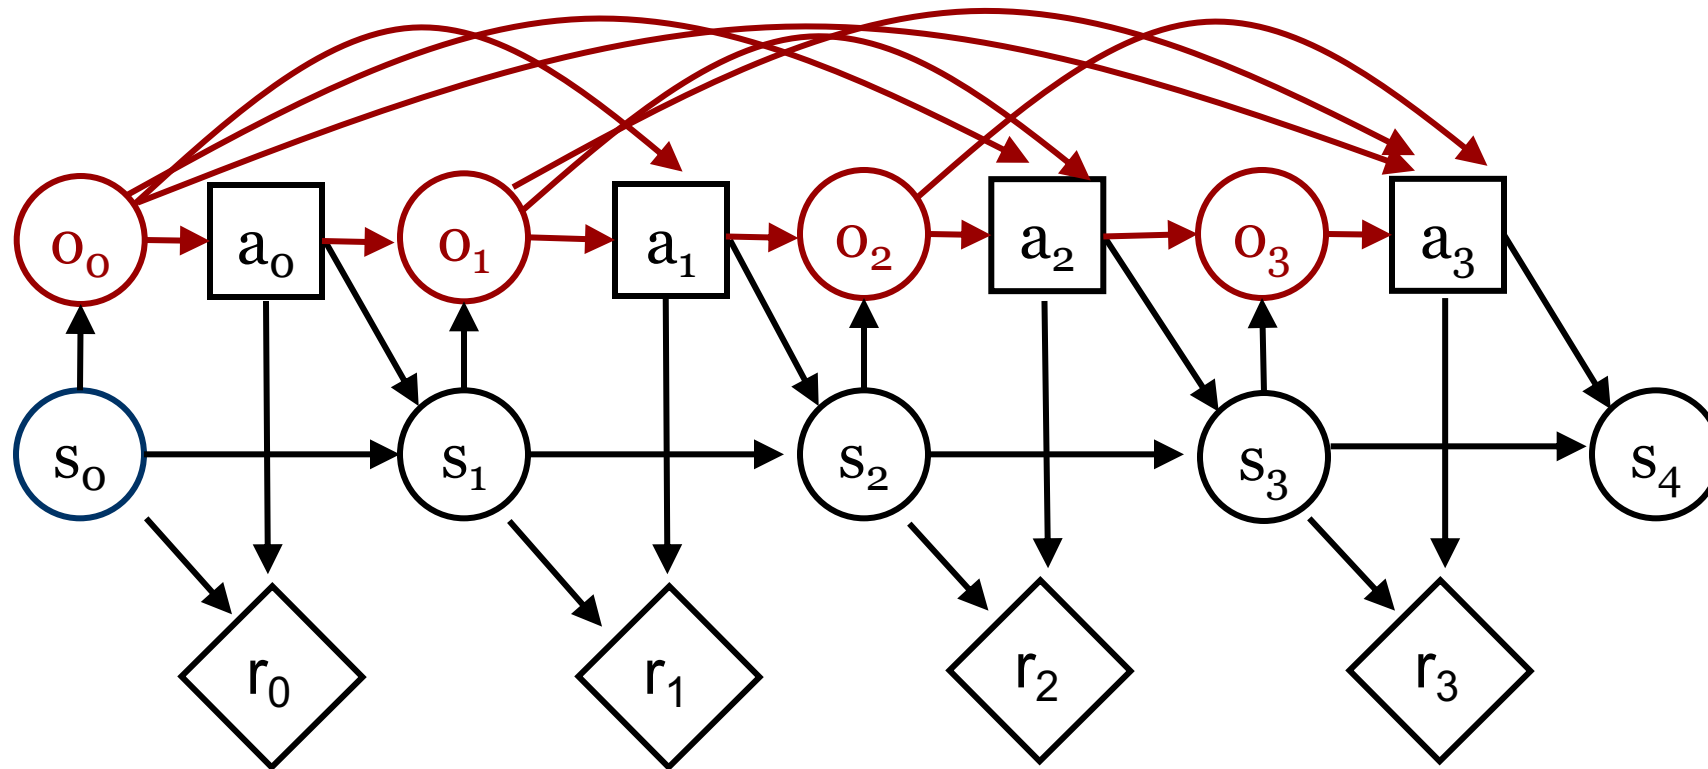 o₀ a₀ o₁ a₁ o₂ a₂ o₃ a₃
s₀ s₁ s₂ s₃ s₄
r₀ r₁ r₂ r₃